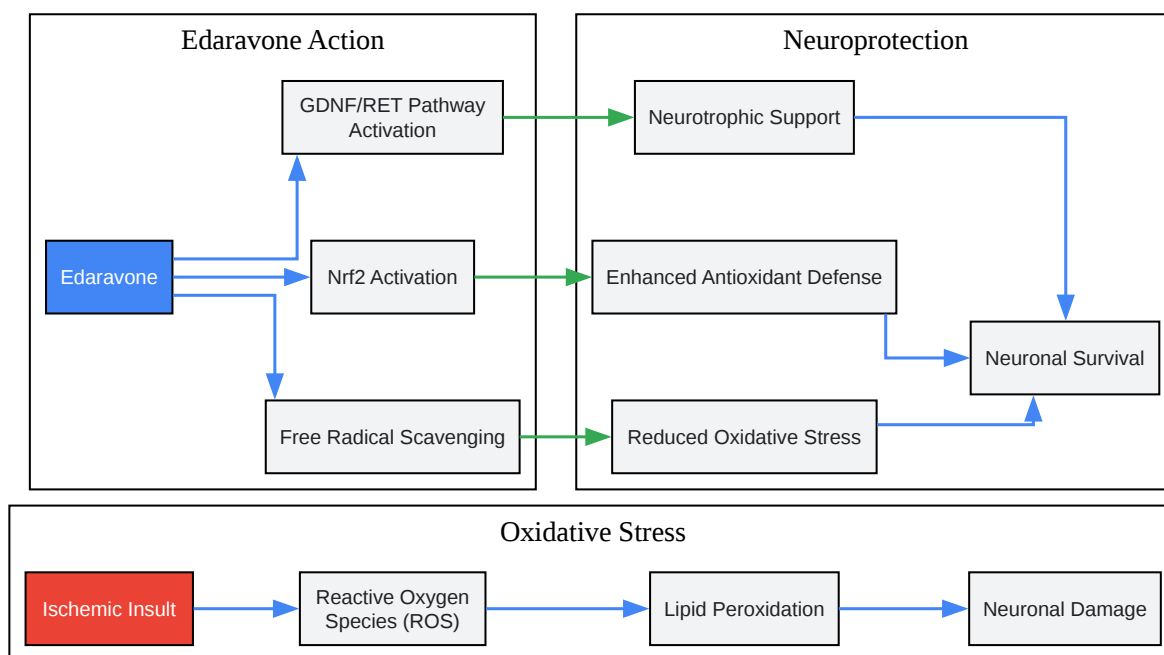 Edaravone Action
Neuroprotection
GDNF/RET Pathway
Activation
Neurotrophic Support
Edaravone
Nrf2 Activation
Enhanced Antioxidant Defense
Neuronal Survival
Free Radical Scavenging
Reduced Oxidative Stress
Oxidative Stress
Ischemic Insult
Reactive Oxygen
Species (ROS)
Lipid Peroxidation
Neuronal Damage